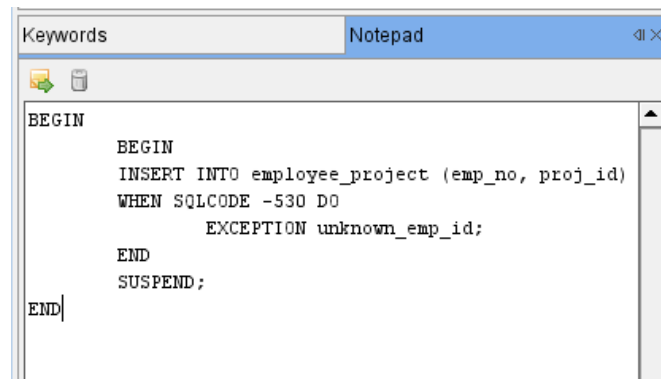 Keywords
Notepad
BEGIN
BEGIN
INSERT INTO employee_project (emp_no, proj_id)
WHEN SQLCODE -530 DO
EXCEPTION unknown_emp_id;
END
SUSPEND;
END